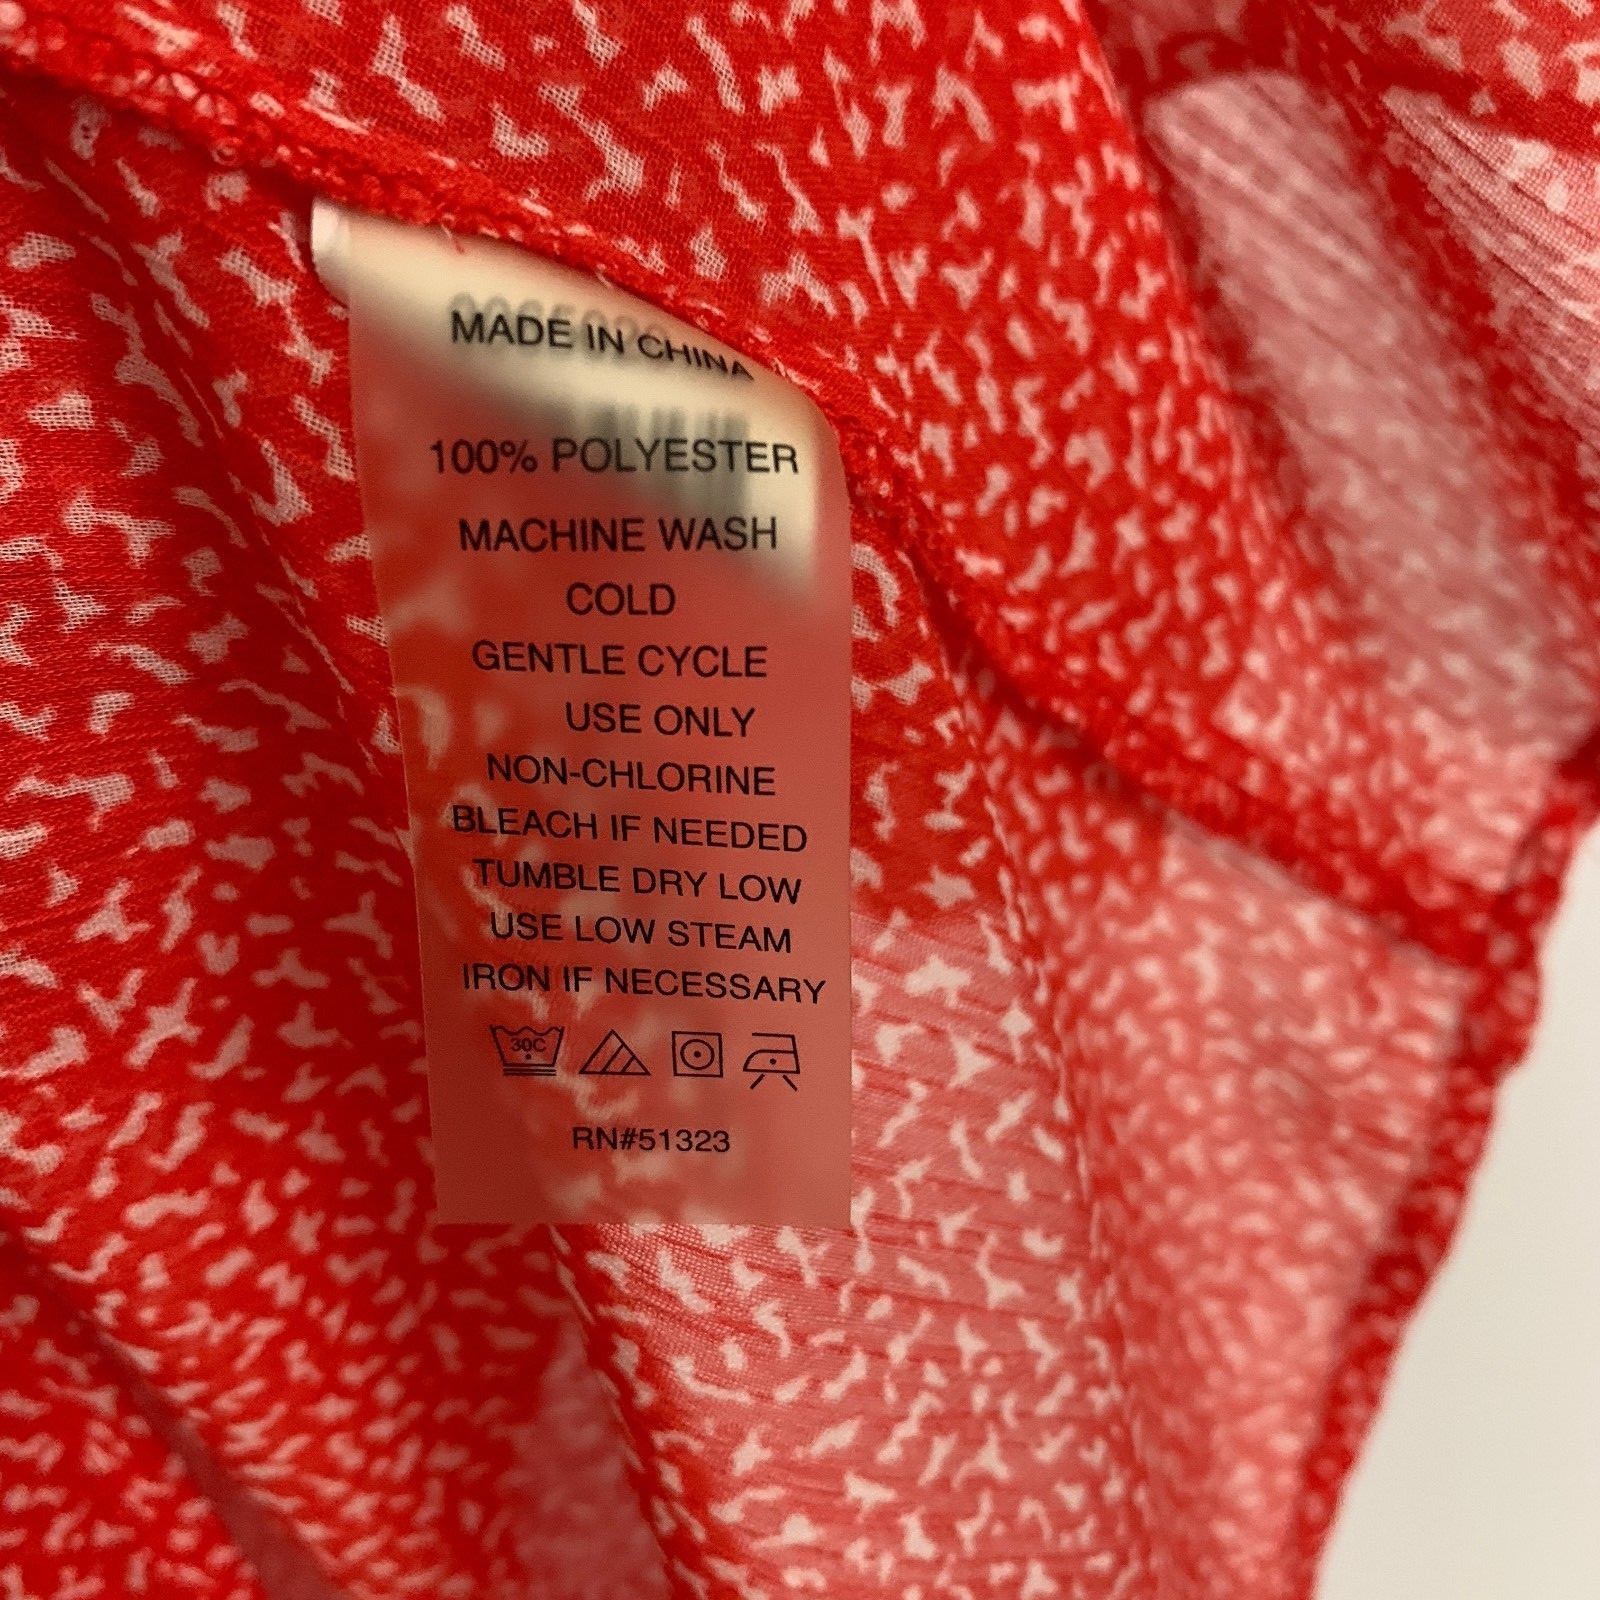 MADE IN CHINA
100% POLYESTER
MACHINE WASH
COLD
GENTLE CYCLE
USE ONLY
NON-CHLORINE
BLEACH IF NEEDED
TUMBLE DRY LOW
USE LOW STEAM
IRON IF NECESSARY
30C
RN#51323